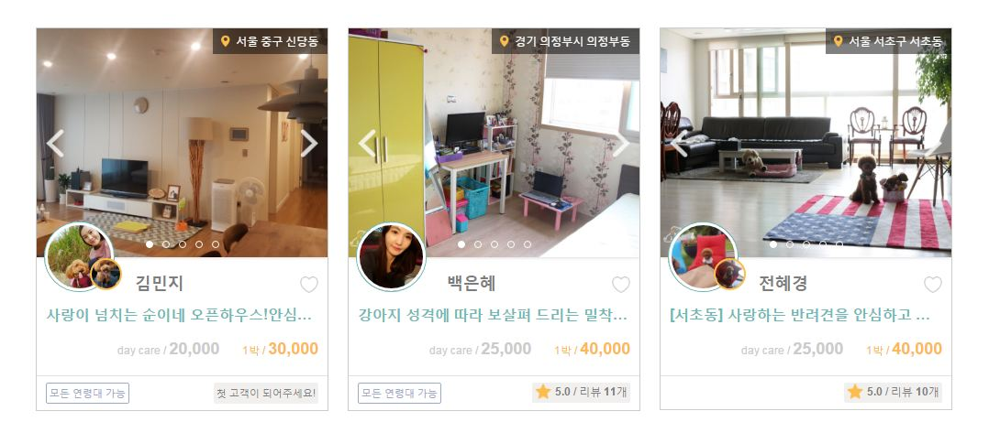 서울 중구 신당동
김민지
사랑이 넘치는 순이네 오픈하우스!안심...
day care / 20,000 1박 / 30,000
모든 연령대 가능 첫 고객이 되어주세요!
경기 의정부시 의정부동
백은혜
강아지 성격에 따라 보살펴 드리는 밀착...
day care / 25,000 1박 / 40,000
모든 연령대 가능 5.0 / 리뷰 11개
서울 서초구 서초동
전혜경
[서초동] 사랑하는 반려견을 안심하고 ...
day care / 25,000 1박 / 40,000
5.0 / 리뷰 10개